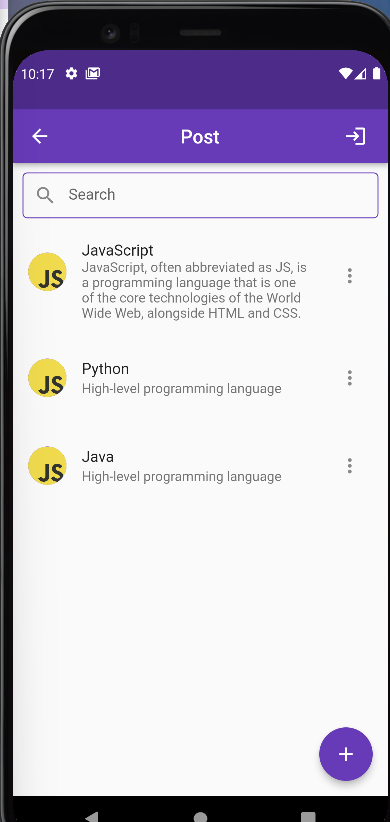 10:17
Post
Search
JavaScript
JavaScript, often abbreviated as JS, is
a programming language that is one
of the core technologies of the World
Wide Web, alongside HTML and CSS.
JS
Python
High-level programming language
JS
Java
High-level programming language
JS